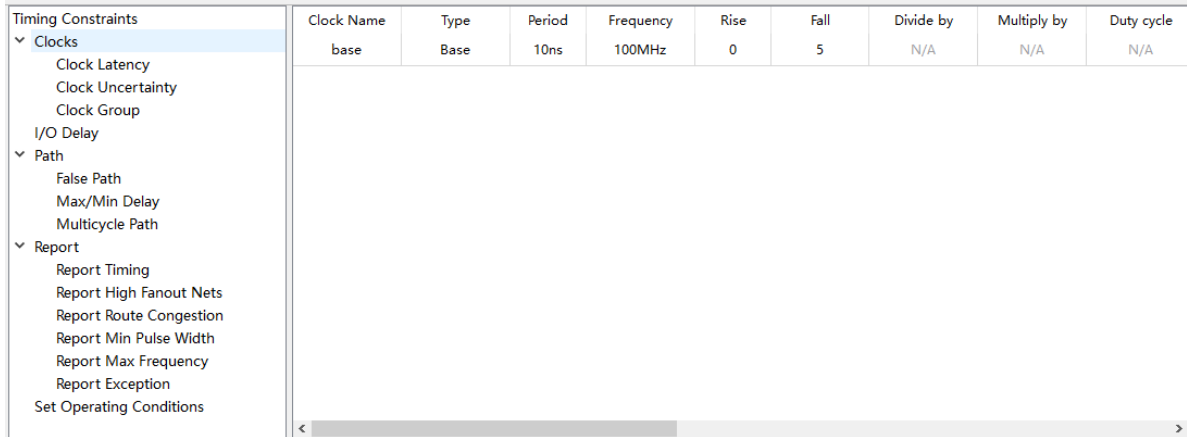 Timing Constraints
Clocks
Clock Latency
Clock Uncertainty
Clock Group
I/O Delay
Path
False Path
Max/Min Delay
Multicycle Path
Report
Report Timing
Report High Fanout Nets
Report Route Congestion
Report Min Pulse Width
Report Max Frequency
Report Exception
Set Operating Conditions
Clock Name Type Period Frequency Rise Fall Divide by Multiply by Duty cycle
base Base 10ns 100MHz 0 5 N/A N/A N/A